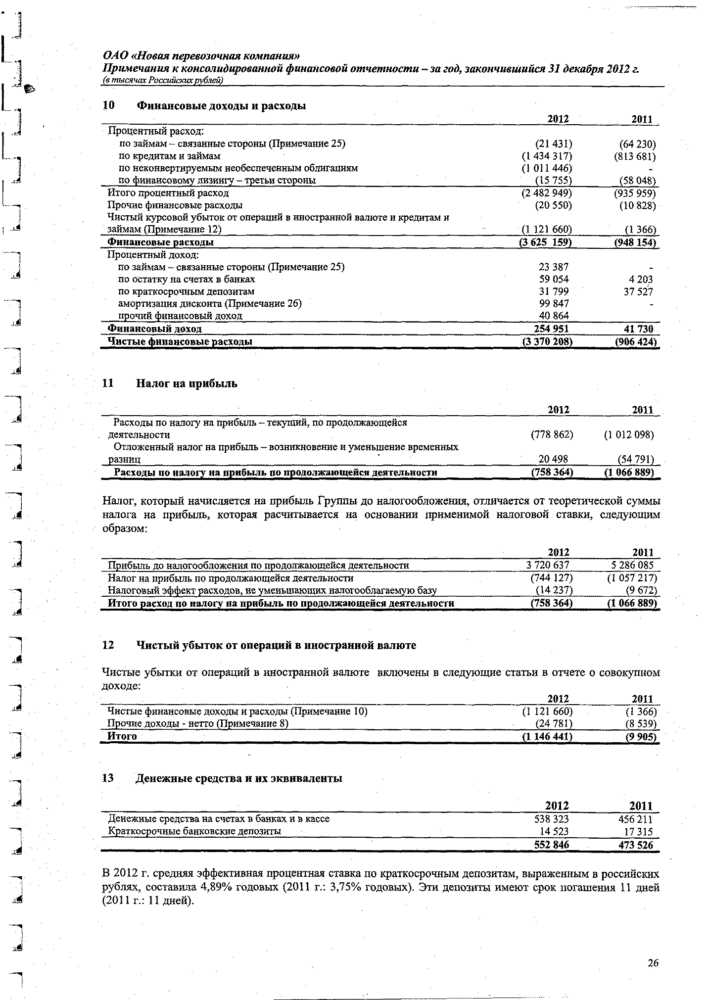 ОАО «Новая перевозочная компания»
Примечания к консолидированной финансовой отчетности – за год, закончившийся 31 декабря 2012 г.
(в тысячах Российских рублей)
10 Финансовые доходы и расходы
2012 2011
Процентный расход:
по займам – связанные стороны (Примечание 25) (21 431) (64 230)
по кредитам и займам (1 434 317) (813 681)
по неконвертируемым необеспеченным облигациям (1 011 446) -
по финансовому лизингу – третьи стороны (15 755) (58 048)
Итого процентный расход (2 482 949) (935 959)
Прочие финансовые расходы (20 550) (10 828)
Чистый курсовой убыток от операций в иностранной валюте и кредитам и
займам (Примечание 12) (1 121 660) (1 366)
Финансовые расходы (3 625 159) (948 154)
Процентный доход:
по займам – связанные стороны (Примечание 25) 23 387 -
по остатку на счетах в банках 59 054 4 203
по краткосрочным депозитам 31 799 37 527
амортизация дисконта (Примечание 26) 99 847 -
прочий финансовый доход 40 864
Финансовый доход 254 951 41 730
Чистые финансовые расходы (3 370 208) (906 424)
11 Налог на прибыль
2012 2011
Расходы по налогу на прибыль – текущий, по продолжающейся
деятельности (778 862) (1 012 098)
Отложенный налог на прибыль – возникновение и уменьшение временных
разниц 20 498 (54 791)
Расходы по налогу на прибыль по продолжающейся деятельности (758 364) (1 066 889)
Налог, который начисляется на прибыль Группы до налогообложения, отличается от теоретической суммы
налога на прибыль, которая расчитывается на основании применимой налоговой ставки, следующим
образом:
2012 2011
Прибыль до налогообложения по продолжающейся деятельности 3 720 637 5 286 085
Налог на прибыль по продолжающейся деятельности (744 127) (1 057 217)
Налоговый эффект расходов, не уменьшающих налогооблагаемую базу (14 237) (9 672)
Итого расход по налогу на прибыль по продолжающейся деятельности (758 364) (1 066 889)
12 Чистый убыток от операций в иностранной валюте
Чистые убытки от операций в иностранной валюте включены в следующие статьи в отчете о совокупном
доходе:
2012 2011
Чистые финансовые доходы и расходы (Примечание 10) (1 121 660) (1 366)
Прочие доходы - нетто (Примечание 8) (24 781) (8 539)
Итого (1 146 441) (9 905)
13 Денежные средства и их эквиваленты
2012 2011
Денежные средства на счетах в банках и в кассе 538 323 456 211
Краткосрочные банковские депозиты 14 523 17 315
552 846 473 526
В 2012 г. средняя эффективная процентная ставка по краткосрочным депозитам, выраженным в российских
рублях, составила 4,89% годовых (2011 г.: 3,75% годовых). Эти депозиты имеют срок погашения 11 дней
(2011 г.: 11 дней).
26